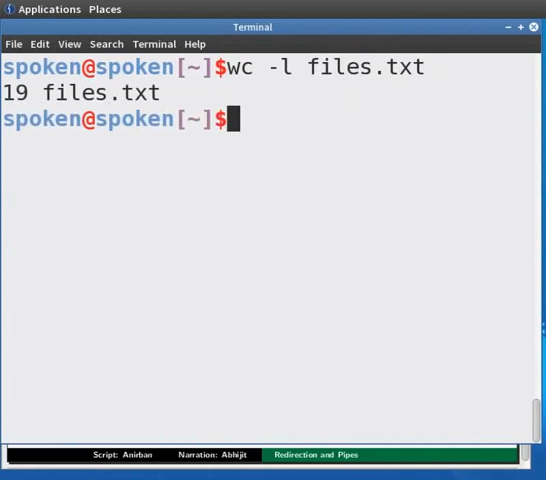 Applications Places
Terminal
File Edit View Search Terminal Help
spoken@spoken[~]$wc -l files.txt
19 files.txt
spoken@spoken[~]$
Script: Anirban Narration: Abhijit Redirection and Pipes